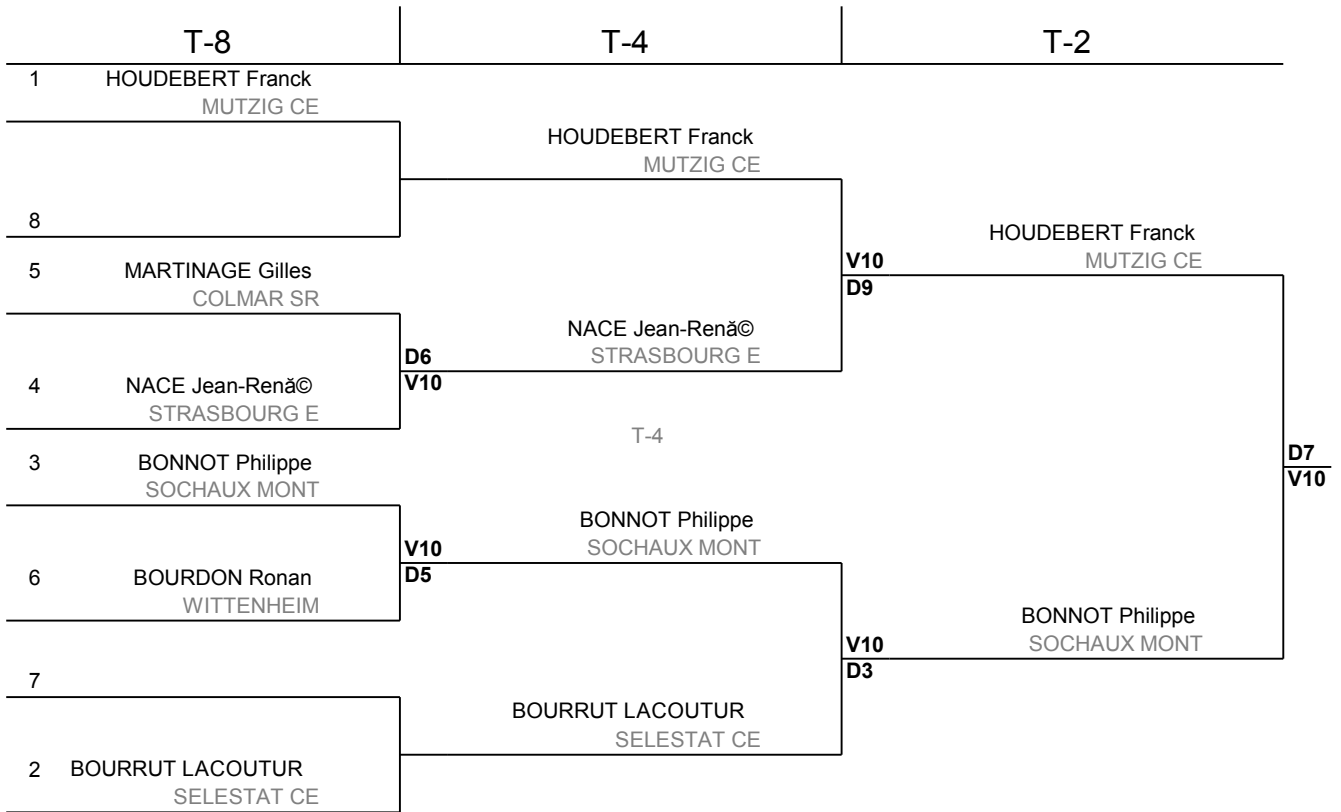 T-8 T-4 T-2
1 HOUDEBERT Franck
MUTZIG CE
HOUDEBERT Franck
MUTZIG CE
8
HOUDEBERT Franck
MUTZIG CE
5 MARTINAGE Gilles
COLMAR SR
V10
D9
NACE Jean-Renă©
STRASBOURG E
D6
V10
4 NACE Jean-Renă©
STRASBOURG E
T-4
3 BONNOT Philippe
SOCHAUX MONT
D7
V10
BONNOT Philippe
SOCHAUX MONT
V10
D5
6 BOURDON Ronan
WITTENHEIM
BONNOT Philippe
SOCHAUX MONT
V10
D3
7
BOURRUT LACOUTUR
SELESTAT CE
2 BOURRUT LACOUTUR
SELESTAT CE